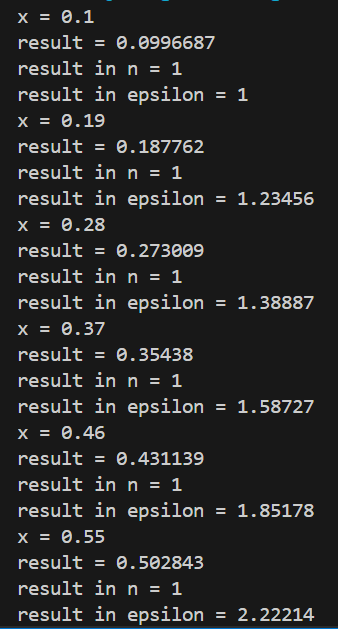 x = 0.1
result = 0.0996687
result in n = 1
result in epsilon = 1
x = 0.19
result = 0.187762
result in n = 1
result in epsilon = 1.23456
x = 0.28
result = 0.273009
result in n = 1
result in epsilon = 1.38887
x = 0.37
result = 0.35438
result in n = 1
result in epsilon = 1.58727
x = 0.46
result = 0.431139
result in n = 1
result in epsilon = 1.85178
x = 0.55
result = 0.502843
result in n = 1
result in epsilon = 2.22214